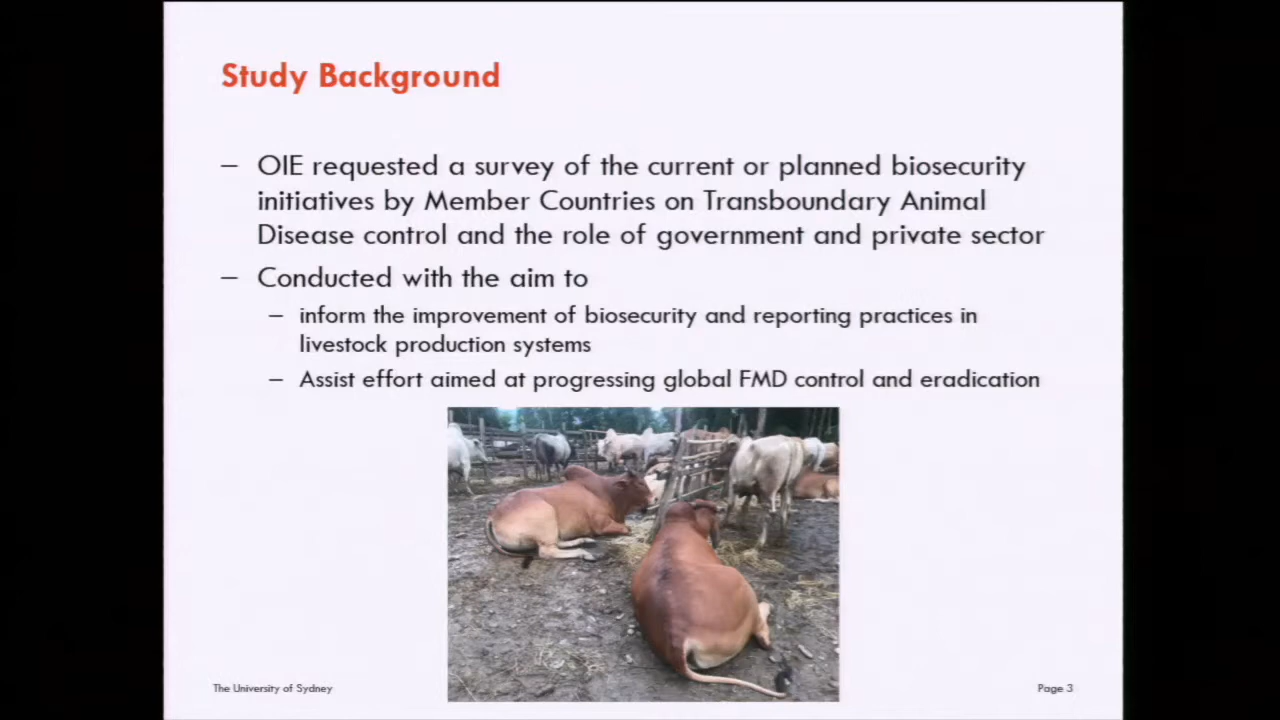 Study Background
– OIE requested a survey of the current or planned biosecurity
initiatives by Member Countries on Transboundary Animal
Disease control and the role of government and private sector
– Conducted with the aim to
– inform the improvement of biosecurity and reporting practices in
livestock production systems
– Assist effort aimed at progressing global FMD control and eradication
The University of Sydney
Page 3